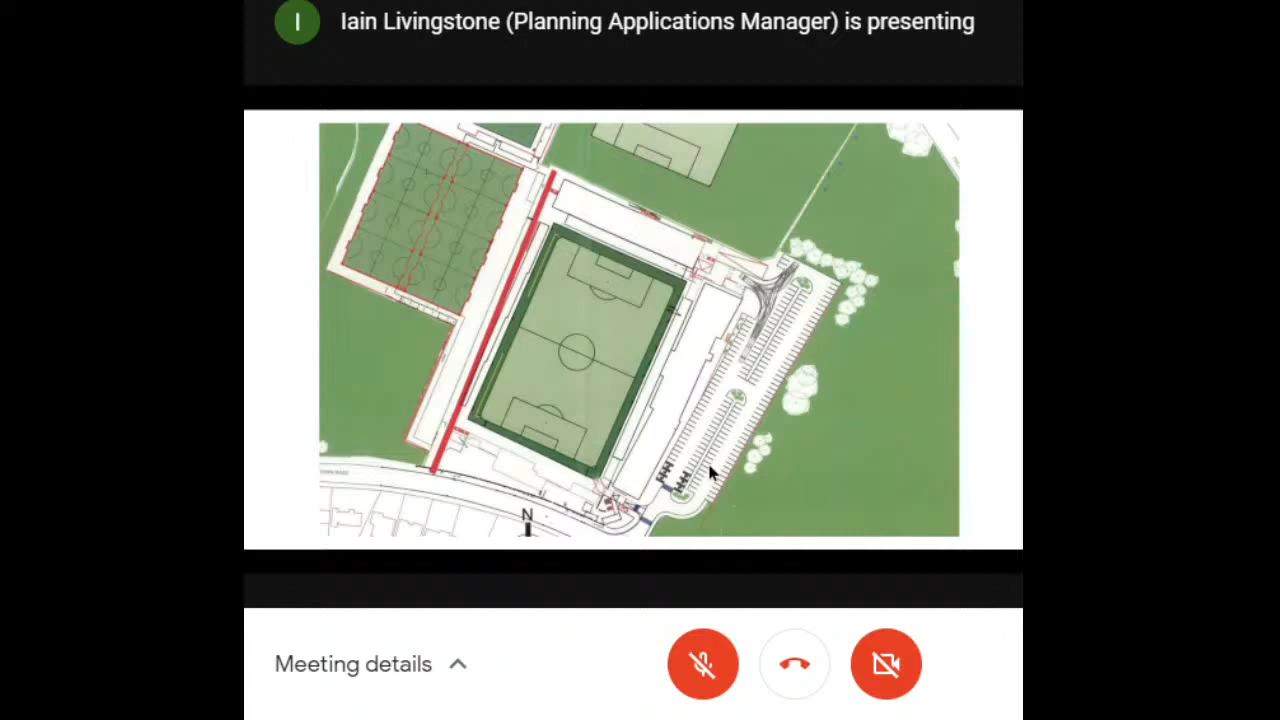 I
Iain Livingstone (Planning Applications Manager) is presenting
N
Meeting details